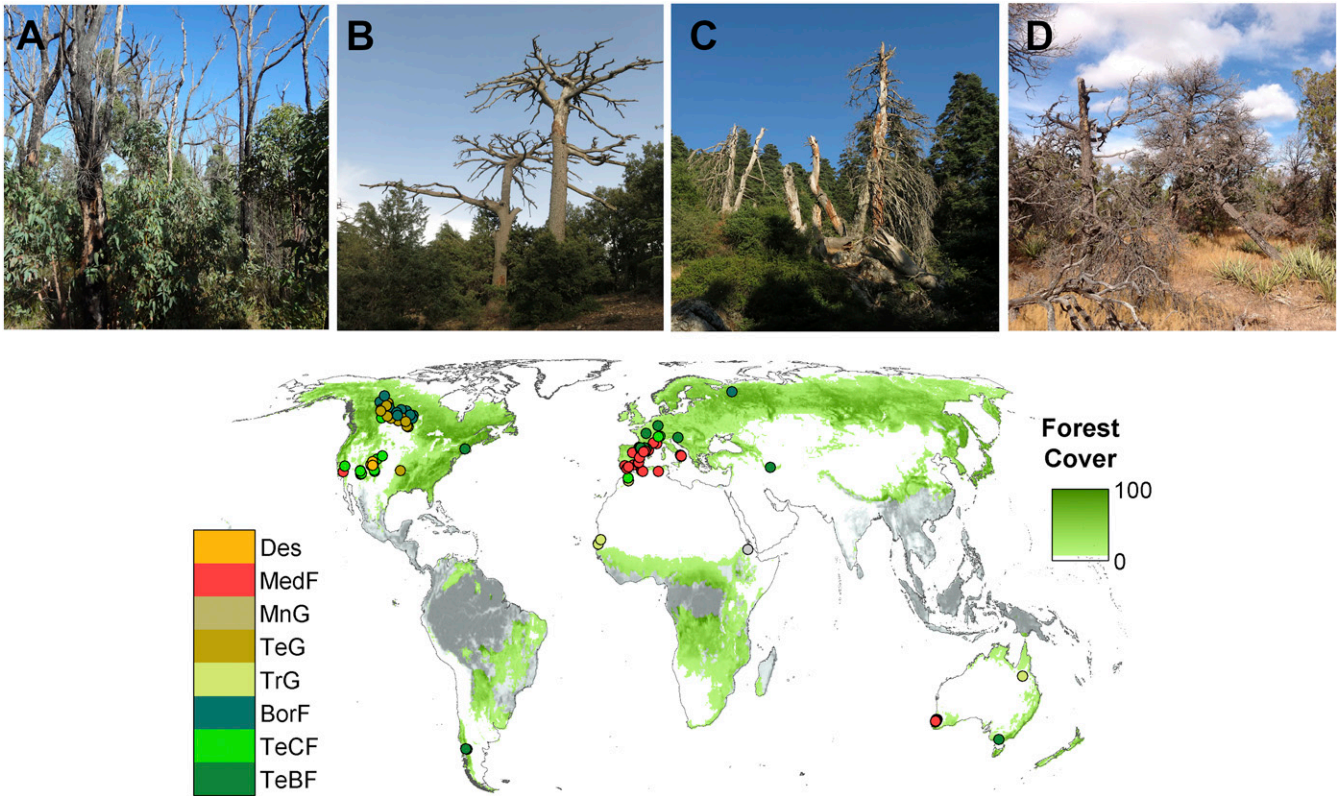 A
B
C
D
Forest
Cover
100
0
Des
MedF
MnG
TeG
TrG
BorF
TeCF
TeBF